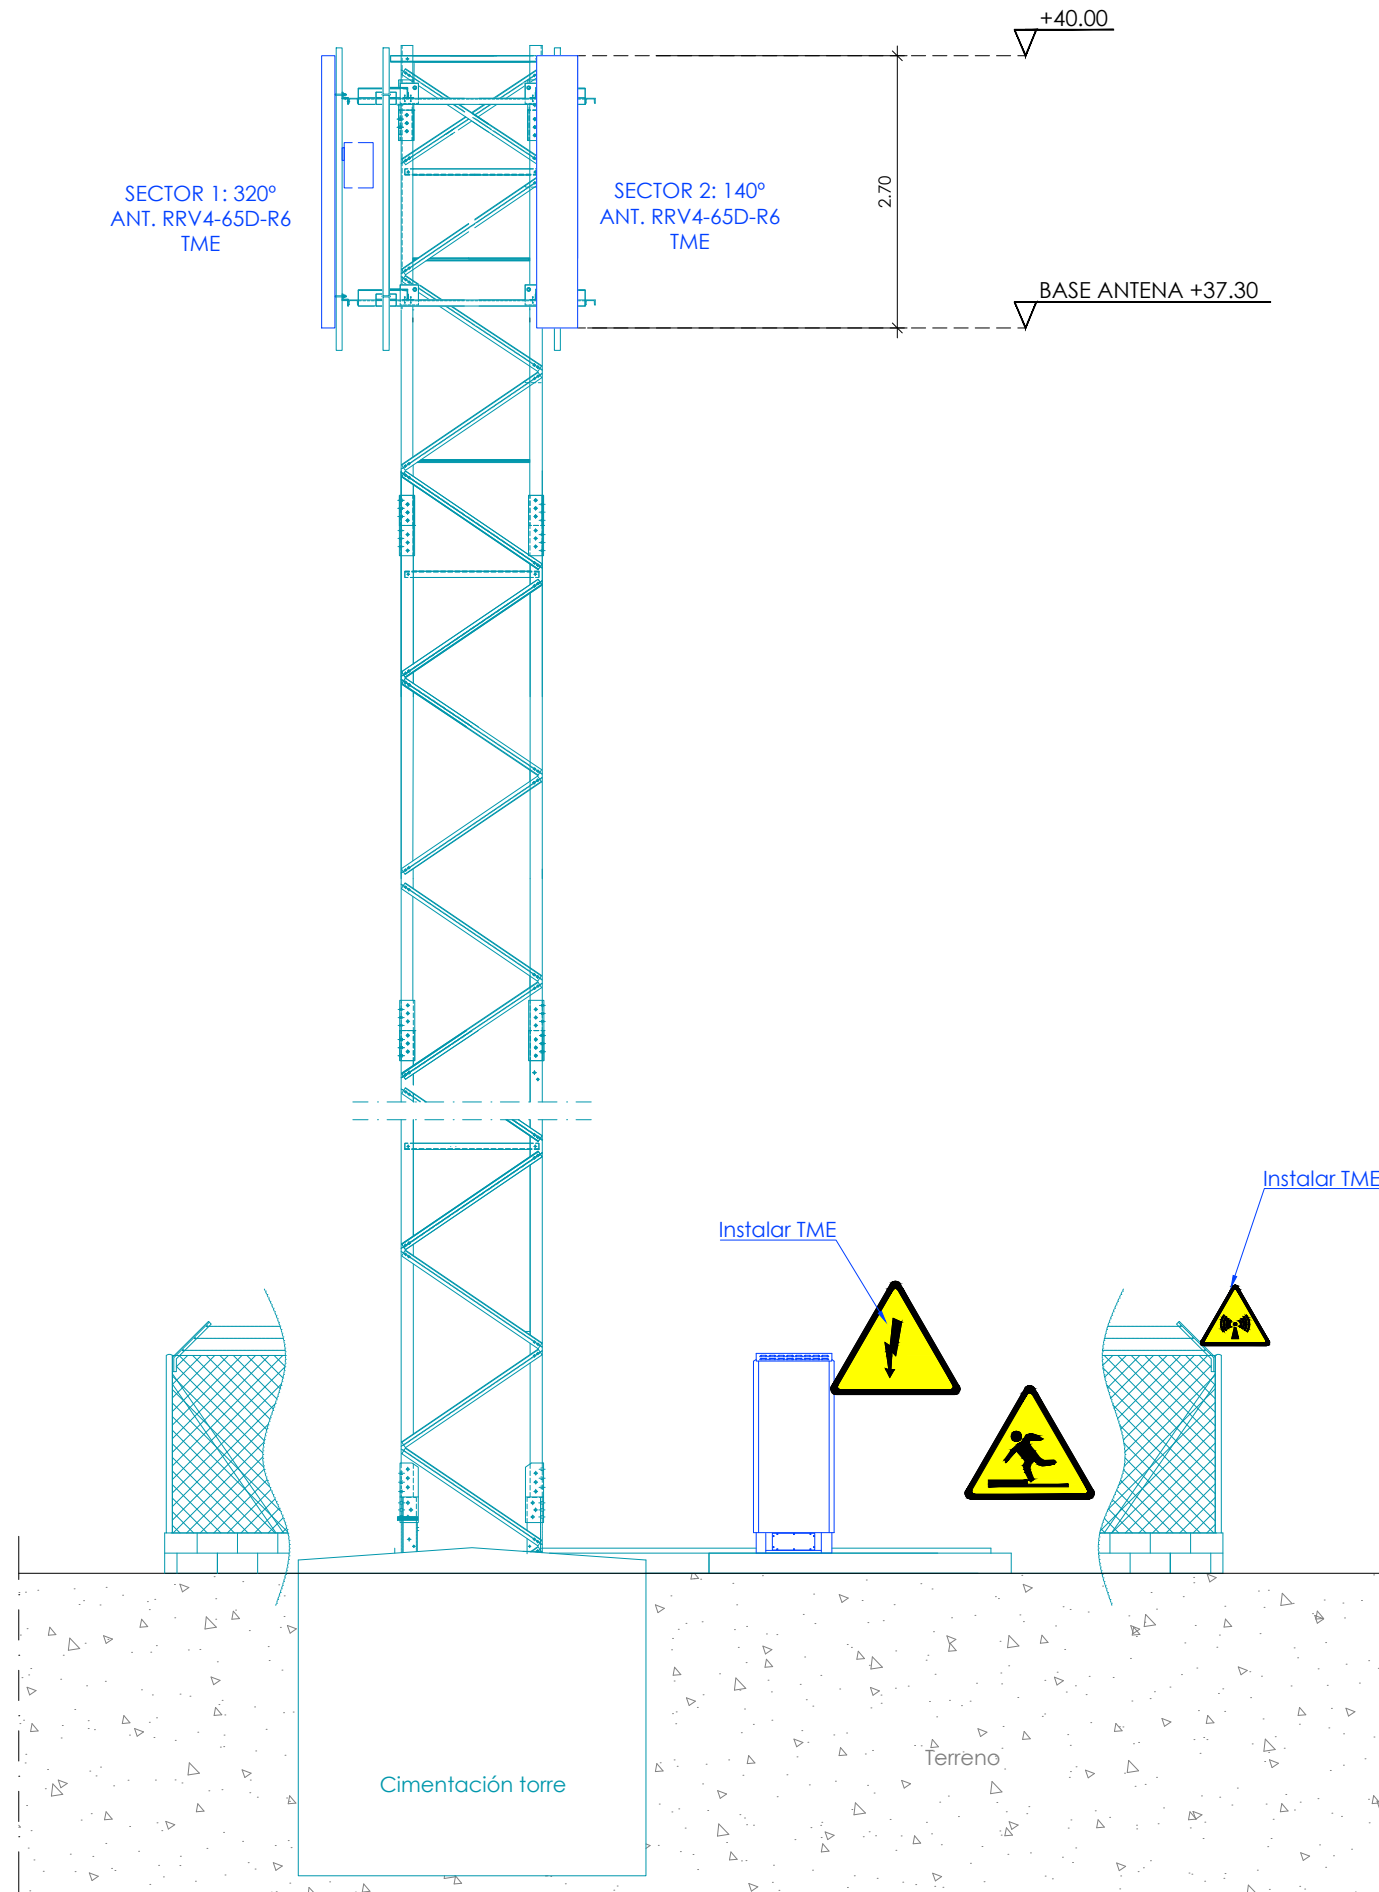 +40.00
SECTOR 1: 320º
ANT. RRV4-65D-R6
TME
SECTOR 2: 140º
ANT. RRV4-65D-R6
TME
2.70
BASE ANTENA +37.30
Instalar TME
Instalar TME
Terreno
Cimentación torre